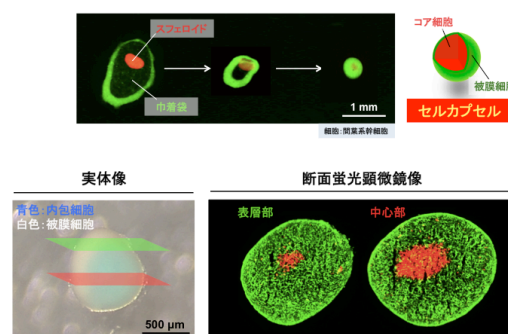 スフェロイド
巾着袋
1 mm
細胞：間葉系幹細胞
コア細胞
被膜細胞
セルカプセル
実体像
断面蛍光顕微鏡像
青色：内包細胞
白色：被膜細胞
500 μm
表層部
中心部